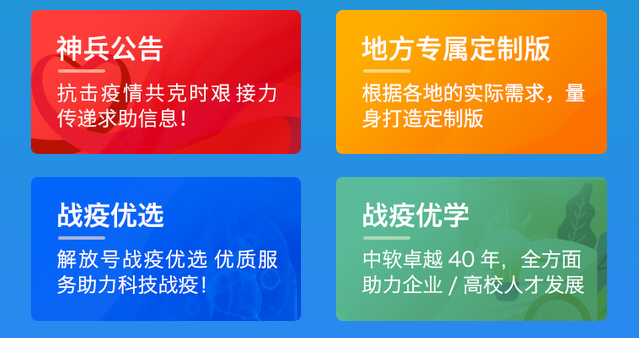 神兵公告
抗击疫情共克时艰 接力
传递求助信息！
地方专属定制版
根据各地的实际需求，量
身打造定制版
战疫优选
解放号战疫优选 优质服
务助力科技战疫！
战疫优学
中软卓越 40 年，全方面
助力企业 / 高校人才发展